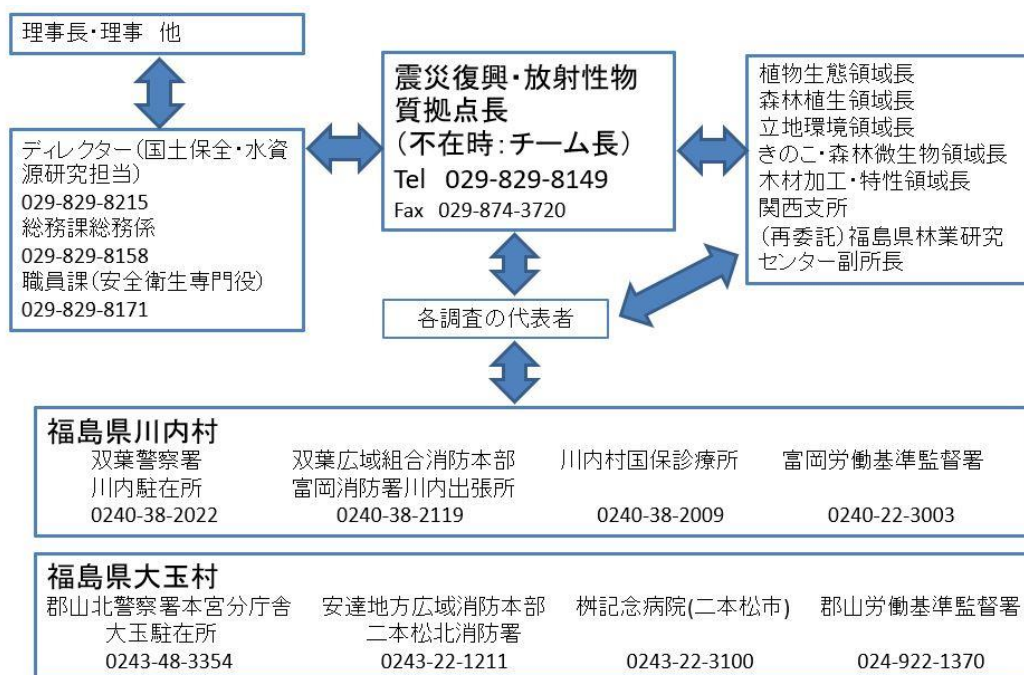 理事長・理事 他
震災復興・放射性物
質拠点長
(不在時:チーム長)
Tel 029-829-8149
Fax 029-874-3720
植物生態領域長
森林植生領域長
立地環境領域長
きのこ・森林微生物領域長
木材加工・特性領域長
関西支所
(再委託)福島県林業研究
センター副所長
ディレクター(国土保全・水資
源研究担当)
029-829-8215
総務課総務係
029-829-8158
職員課(安全衛生専門役)
029-829-8171
各調査の代表者
福島県川内村
双葉警察署
川内駐在所
0240-38-2022
双葉広域組合消防本部
富岡消防署川内出張所
0240-38-2119
川内村国保診療所
0240-38-2009
富岡労働基準監督署
0240-22-3003
福島県大玉村
郡山北警察署本宮分庁舎
大玉駐在所
0243-48-3354
安達地方広域消防本部
二本松北消防署
0243-22-1211
桝記念病院(二本松市)
0243-22-3100
郡山労働基準監督署
024-922-1370